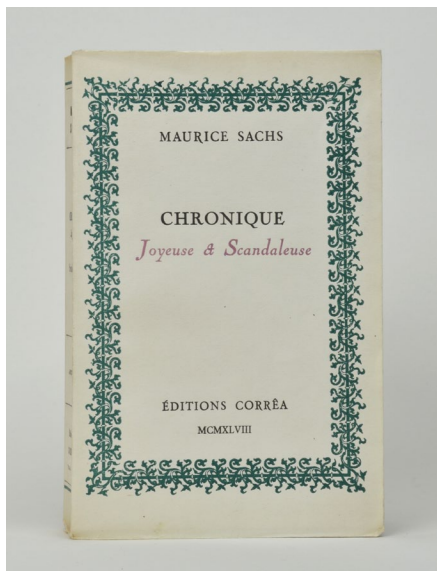 MAURICE SACHS
CHRONIQUE
Joyeuse & Scandaleuse
ÉDITIONS CORRÊA
MCMXLVIII